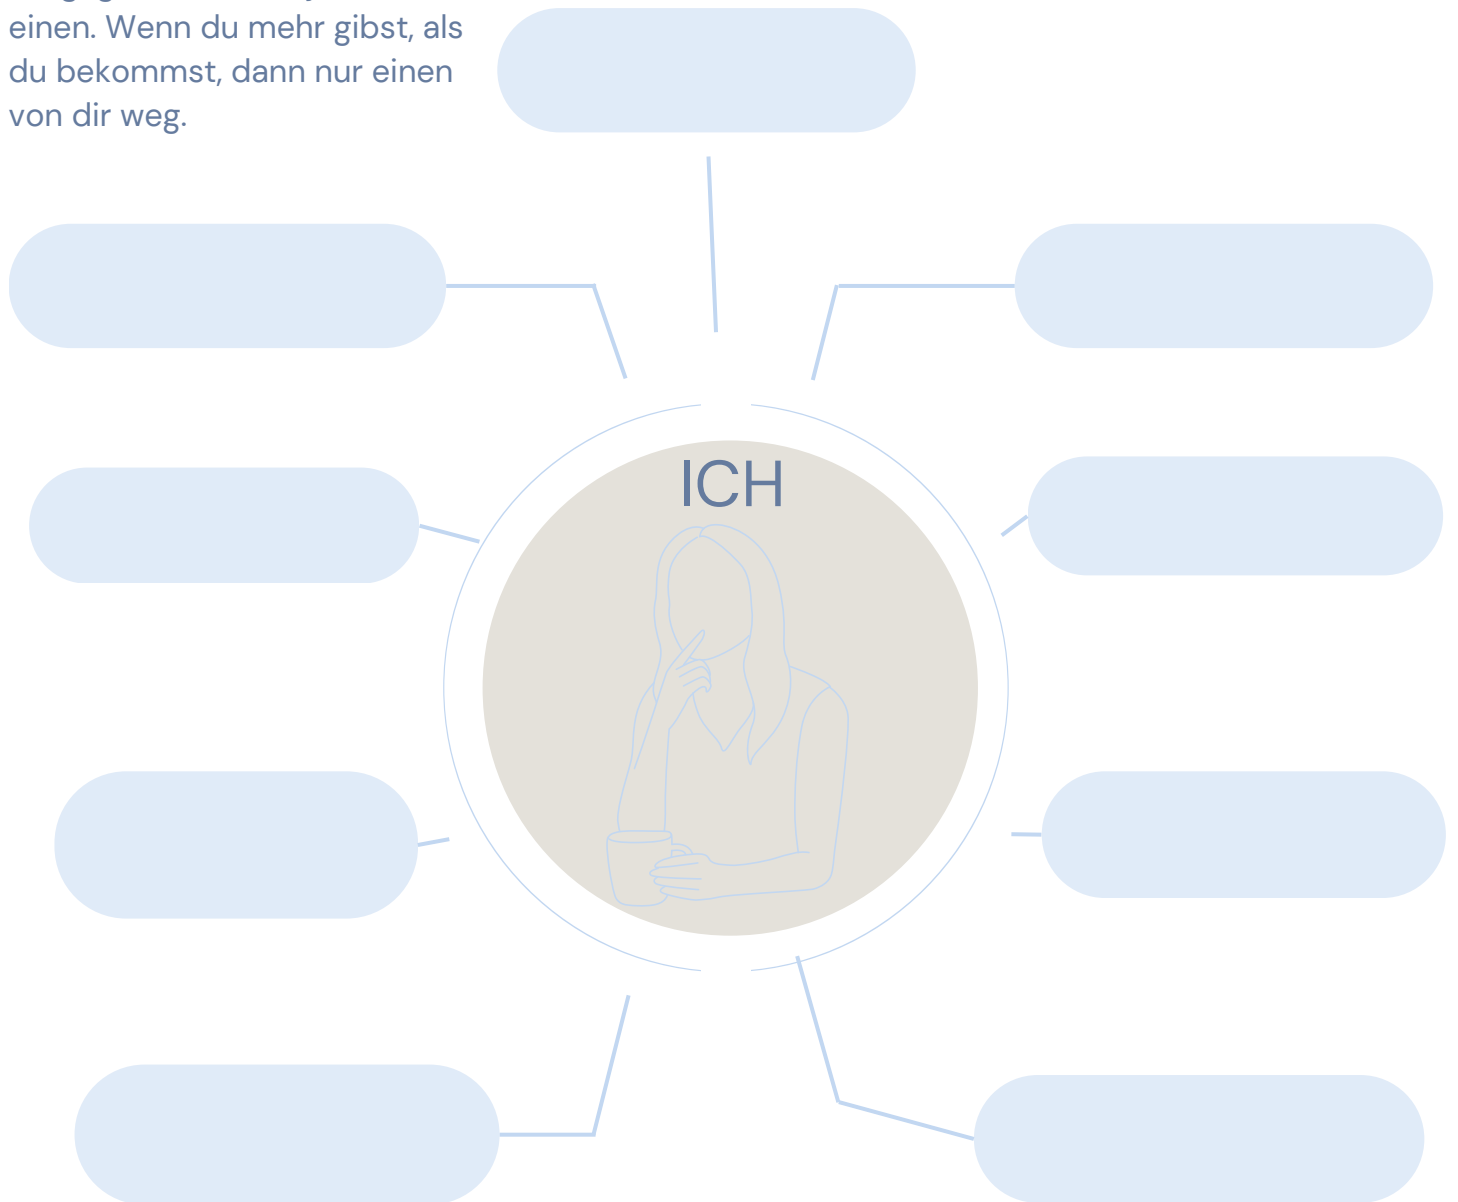 einen. Wenn du mehr gibst, als
du bekommst, dann nur einen
von dir weg.
ICH